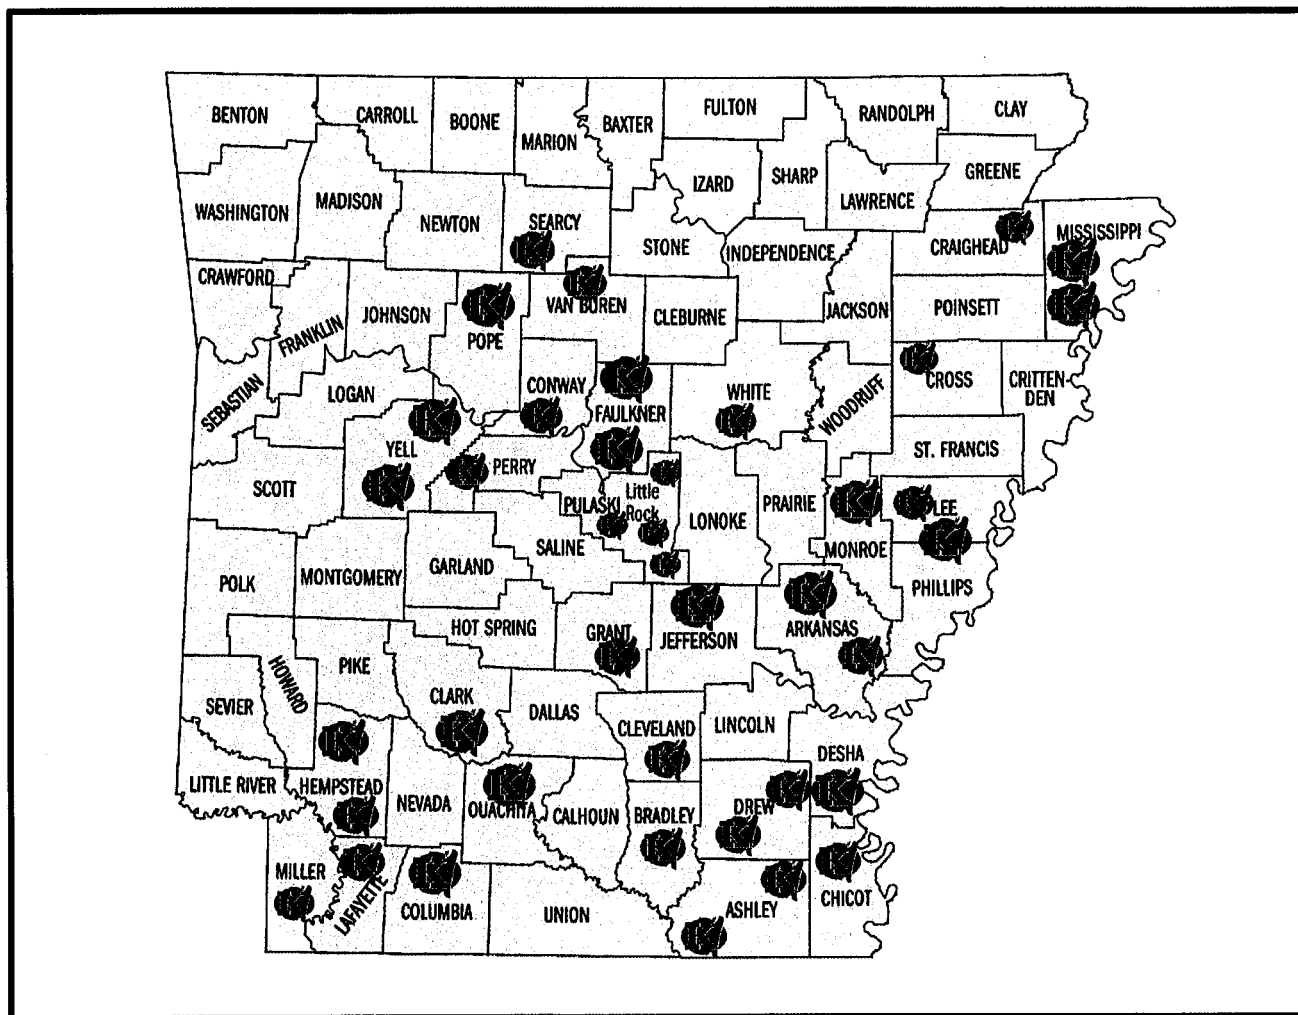 BENTON
CARROLL
BOONE
MARION
BAXTER
FULTON
RANDOLPH
CLAY
IZARD
SHARP
GREENE
LAWRENCE
WASHINGTON
MADISON
NEWTON
SEARCY
STONE
INDEPENDENCE
CRAIGHEAD
MISSISSIPPI
CRAWFORD
FRANKLIN
JOHNSON
POPE
VAN BUREN
CLEBURNE
JACKSON
POINSETT
SEBASTIAN
LOGAN
CONWAY
FAULKNER
WHITE
WOODRUFF
CROSS
CRITTEN-
DEN
YELL
PERRY
ST. FRANCIS
SCOTT
PULASKI
Little
Rock
LONOKE
PRAIRIE
LEE
MONROE
POLK
MONTGOMERY
GARLAND
SALINE
PHILLIPS
HOT SPRING
GRANT
JEFFERSON
ARKANSAS
HOWARD
PIKE
CLARK
DALLAS
CLEVELAND
LINCOLN
DESHA
SEVIER
LITTLE RIVER
HEMPSTEAD
NEVADA
OUACHITA
CALHOUN
BRADLEY
DREW
MILLER
LAFAYETTE
COLUMBIA
UNION
ASHLEY
CHICOT